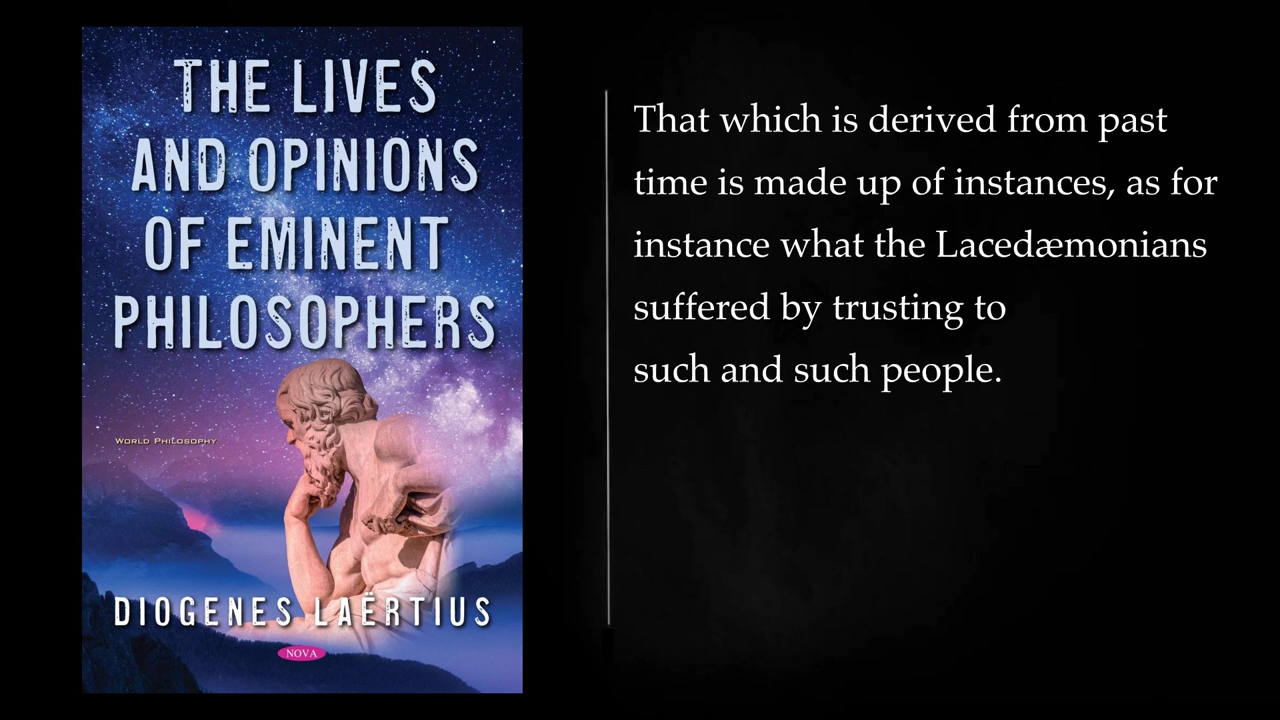 THE LIVES
AND OPINIONS
OF EMINENT
PHILOSOPHERS
WORLD PHILOSOPHY
DIOGENES LAËRTIUS
NOVA
That which is derived from past
time is made up of instances, as for
instance what the Lacedæmonians
suffered by trusting to
such and such people.